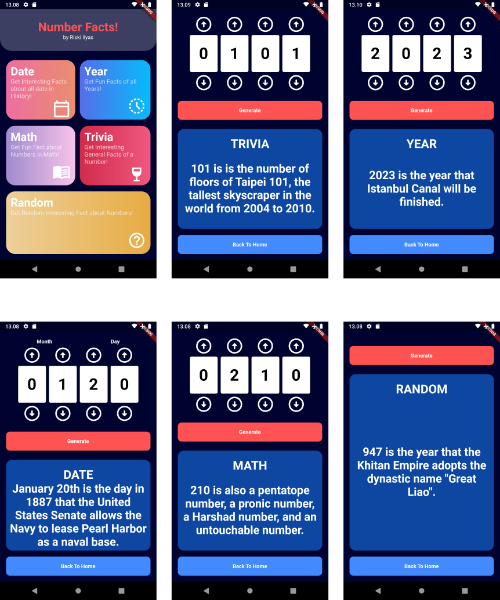 13.08
Number Facts!
by Rizki Ilyas
Date
Get Interesting Facts
about all date in
History!
Year
Get Fun Facts of all
Years!
Math
Get Fun Fact about
Numbers in Math!
Trivia
Get Interesting
General Facts of a
Number!
Random
Get Random Interesting Fact about Numbers!
13.09
0 1 0 1
Generate
TRIVIA
101 is is the number of
floors of Taipei 101, the
tallest skyscraper in the
world from 2004 to 2010.
Back To Home
13.10
2 0 2 3
Generate
YEAR
2023 is the year that
Istanbul Canal will be
finished.
Back To Home
13.08
Month Day
0 1 2 0
Generate
DATE
January 20th is the day in
1887 that the United
States Senate allows the
Navy to lease Pearl Harbor
as a naval base.
Back To Home
13.08
0 2 1 0
Generate
MATH
210 is also a pentatope
number, a pronic number,
a Harshad number, and an
untouchable number.
Back To Home
13.08
Generate
RANDOM
947 is the year that the
Khitan Empire adopts the
dynastic name "Great
Liao".
Back To Home